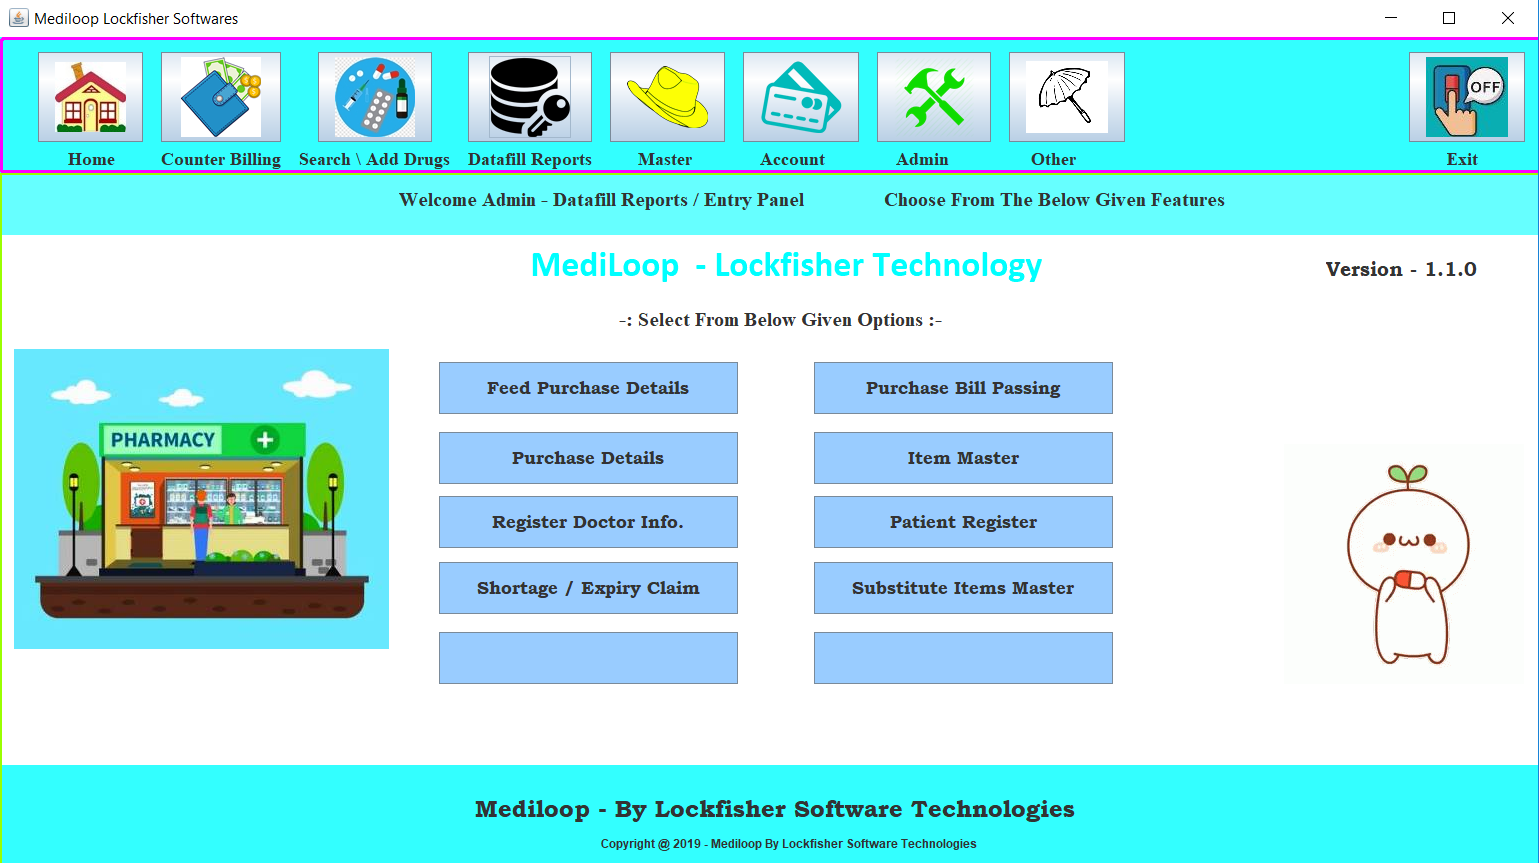 Mediloop Lockfisher Softwares
OFF
Home Counter Billing Search \ Add Drugs Datafill Reports Master Account Admin Other Exit
Welcome Admin - Datafill Reports / Entry Panel Choose From The Below Given Features
MediLoop - Lockfisher Technology
Version - 1.1.0
-: Select From Below Given Options :-
Feed Purchase Details Purchase Bill Passing
PHARMACY
Purchase Details Item Master
Register Doctor Info. Patient Register
Shortage / Expiry Claim Substitute Items Master
Mediloop - By Lockfisher Software Technologies
Copyright @ 2019 - Mediloop By Lockfisher Software Technologies